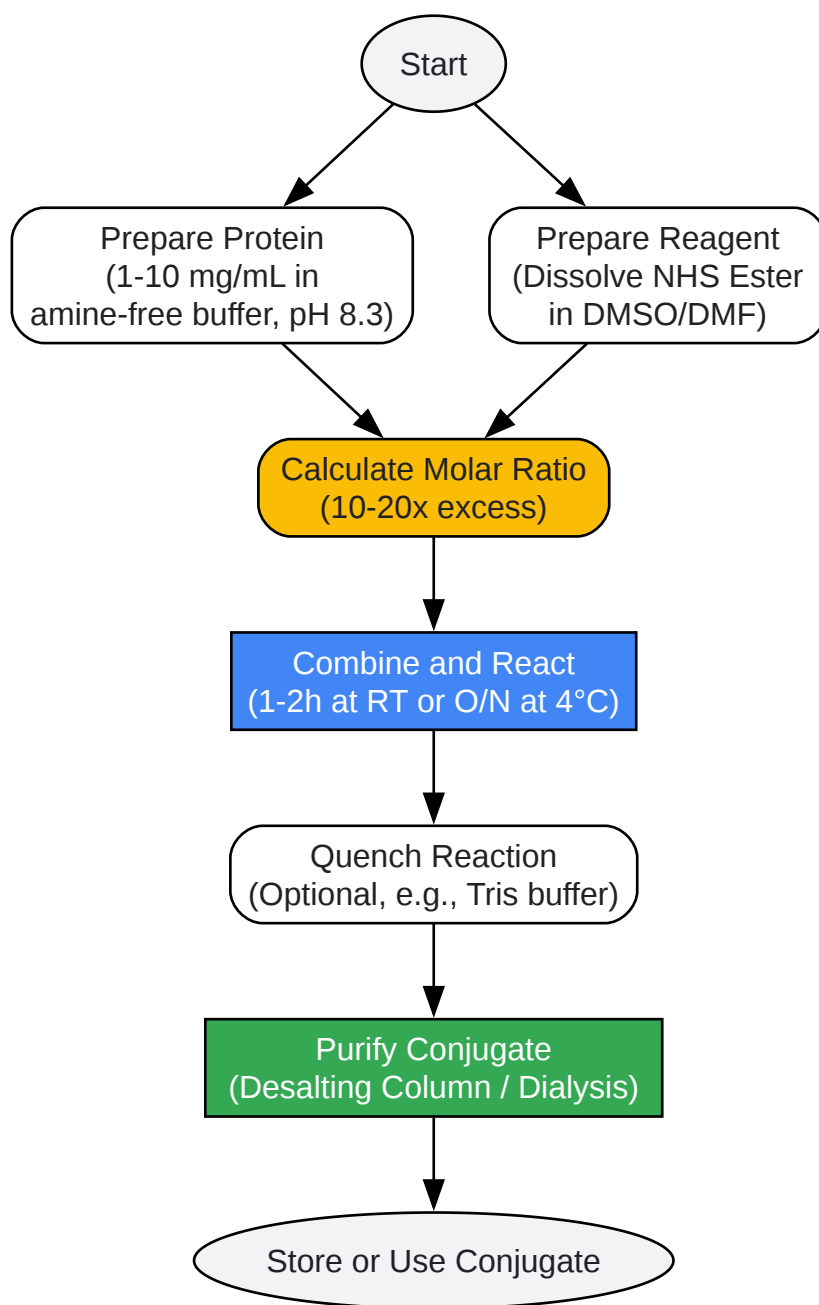 Start
Prepare Protein
(1-10 mg/mL in
amine-free buffer, pH 8.3)
Prepare Reagent
(Dissolve NHS Ester
in DMSO/DMF)
Calculate Molar Ratio
(10-20x excess)
Combine and React
(1-2h at RT or O/N at 4°C)
Quench Reaction
(Optional, e.g., Tris buffer)
Purify Conjugate
(Desalting Column / Dialysis)
Store or Use Conjugate